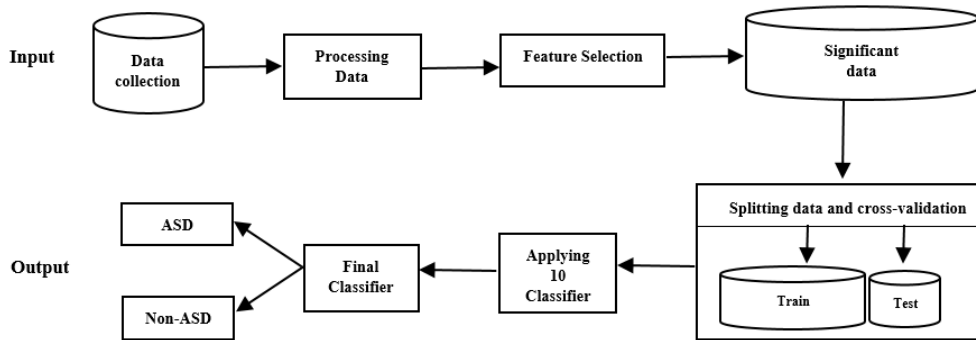 Input
Data
collection
Processing
Data
Feature Selection
Significant
data
Splitting data and cross-validation
Train
Test
Applying
10
Classifier
Final
Classifier
Output
ASD
Non-ASD